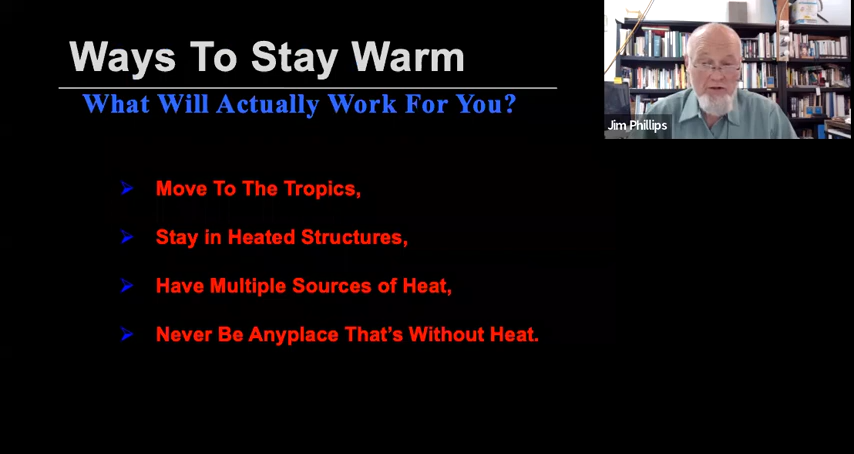 Ways To Stay Warm
What Will Actually Work For You?
Jim Phillips
Move To The Tropics,
Stay in Heated Structures,
Have Multiple Sources of Heat,
Never Be Anyplace That's Without Heat.